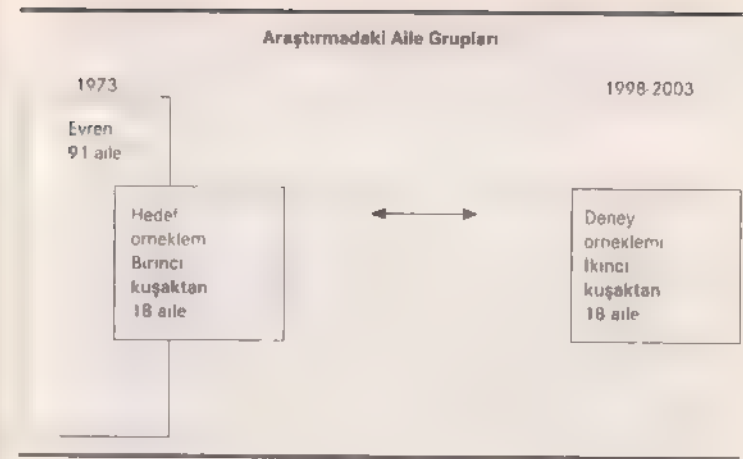 Araştırmadaki Aile Grupları
1973
1998-2003
Evren
91 aile
Hedef
örneklem
Birinci
kuşaktan
18 aile
Deney
örneklemi
İkinci
kuşaktan
18 aile